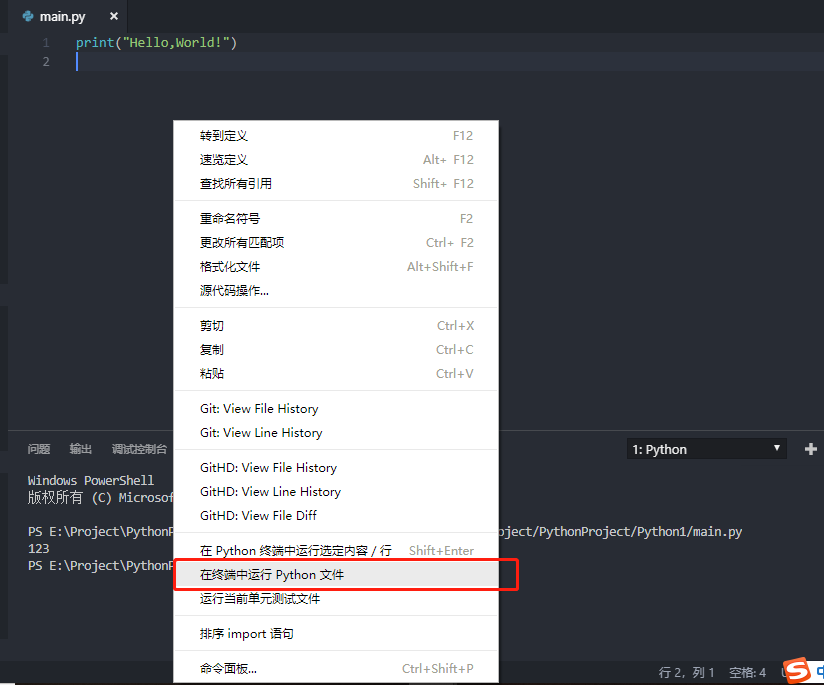 main.py ×
1 print("Hello,World!")
2
转到定义 F12
速览定义 Alt+ F12
查找所有引用 Shift+ F12
重命名符号 F2
更改所有匹配项 Ctrl+ F2
格式化文件 Alt+Shift+F
源代码操作...
剪切 Ctrl+X
复制 Ctrl+C
粘贴 Ctrl+V
Git: View File History
Git: View Line History
GitHD: View File History
GitHD: View Line History
GitHD: View File Diff
在 Python 终端中运行选定内容 / 行 Shift+Enter
在终端中运行 Python 文件
运行当前单元测试文件
排序 import 语句
命令面板... Ctrl+Shift+P
问题 输出 调试控制台 1: Python
Windows PowerShell
版权所有 (C) Microsof
PS E:\Project\Python oject/PythonProject/Python1/main.py
123
PS E:\Project\Python
行 2，列 1 空格: 4